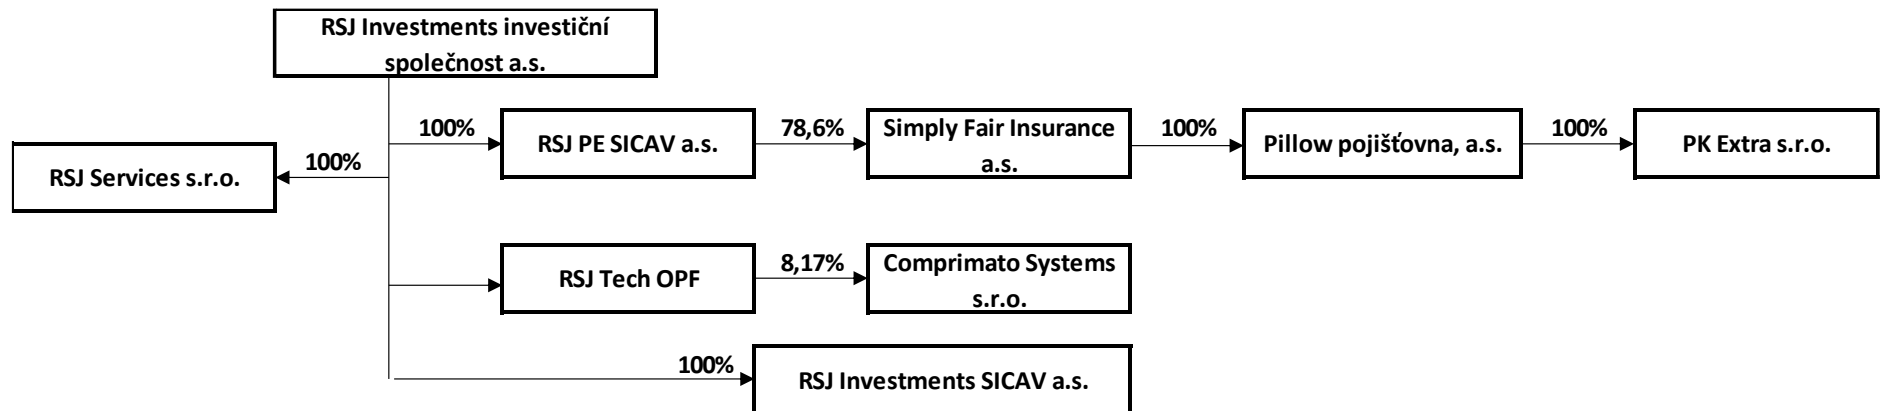 RSJ Investments investiční
společnost a.s.
100%
RSJ PE SICAV a.s.
78,6%
Simply Fair Insurance
a.s.
100%
Pillow pojišťovna, a.s.
100%
PK Extra s.r.o.
RSJ Services s.r.o.
100%
RSJ Tech OPF
8,17%
Comprimato Systems
s.r.o.
100%
RSJ Investments SICAV a.s.